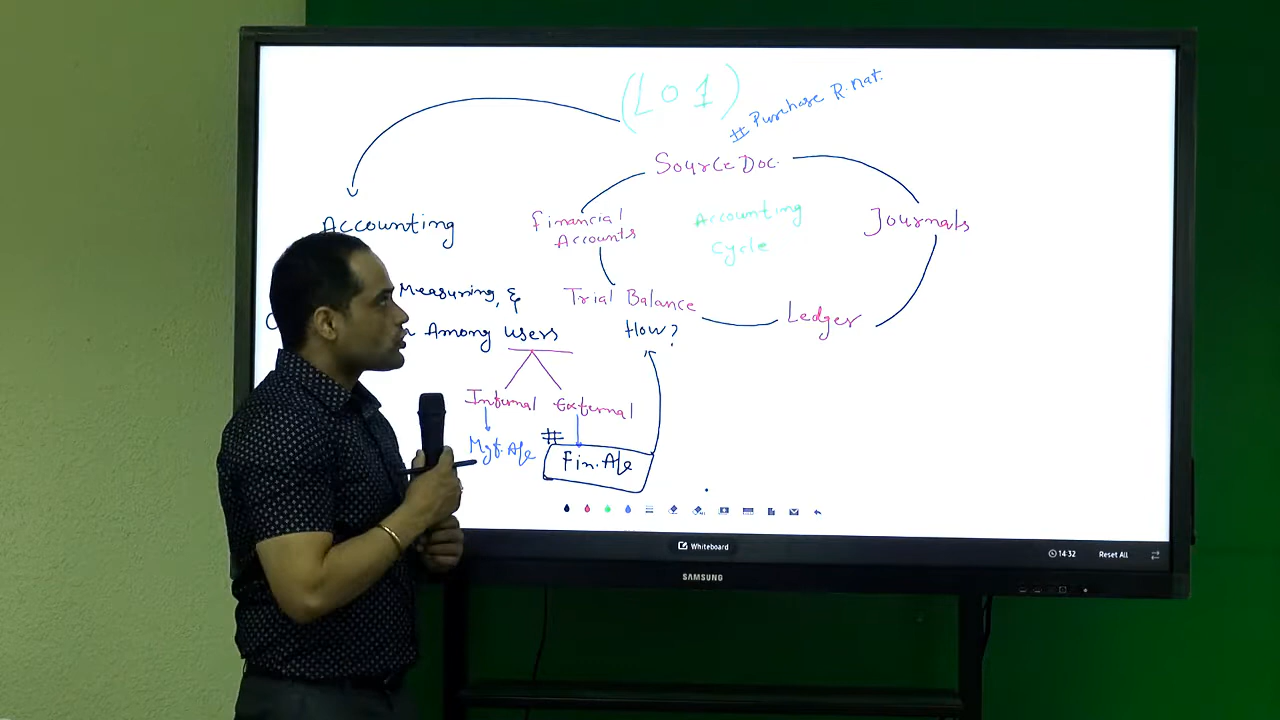 (LO1)
# Purchase R.Mat.
Source Doc.
Accounting
Financial
Accounts
Accounting
Cycle
Journals
Measuring, &
Trial Balance
Ledger
Among users
How?
Internal External
#
Mgt. A/c
Fin. A/c
Whiteboard
14:32
Reset All
SAMSUNG